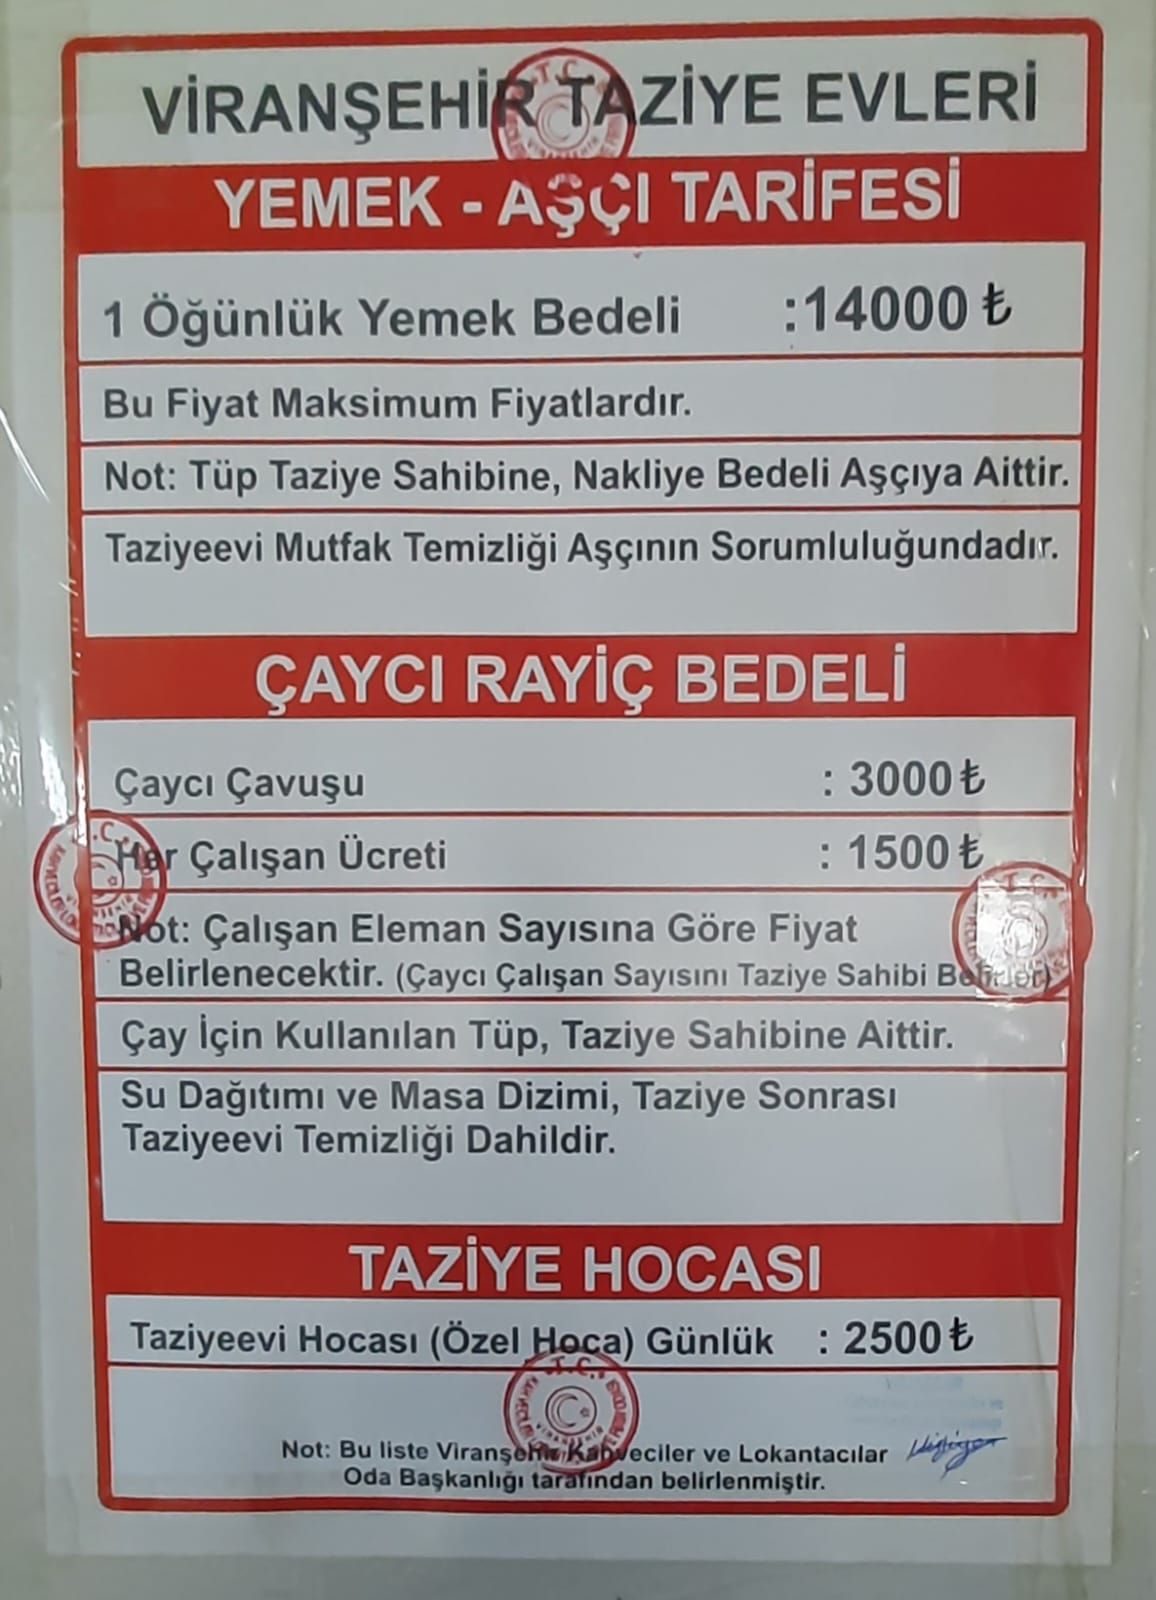 VİRANŞEHİR TAZİYE EVLERİ
YEMEK - AŞÇI TARİFESİ
1 Öğünlük Yemek Bedeli :14000 ₺
Bu Fiyat Maksimum Fiyatlardır.
Not: Tüp Taziye Sahibine, Nakliye Bedeli Aşçıya Aittir.
Taziyeevi Mutfak Temizliği Aşçının Sorumluluğundadır.
ÇAYCI RAYİÇ BEDELİ
Çaycı Çavuşu : 3000 ₺
Her Çalışan Ücreti : 1500 ₺
Not: Çalışan Eleman Sayısına Göre Fiyat
Belirlenecektir. (Çaycı Çalışan Sayısını Taziye Sahibi Belirler)
Çay İçin Kullanılan Tüp, Taziye Sahibine Aittir.
Su Dağıtımı ve Masa Dizimi, Taziye Sonrası
Taziyeevi Temizliği Dahildir.
TAZİYE HOCASI
Taziyeevi Hocası (Özel Hoca) Günlük : 2500 ₺
T.C.
VİRANŞEHİR
Not: Bu liste Viranşehir Kahveciler ve Lokantacılar
Oda Başkanlığı tarafından belirlenmiştir.